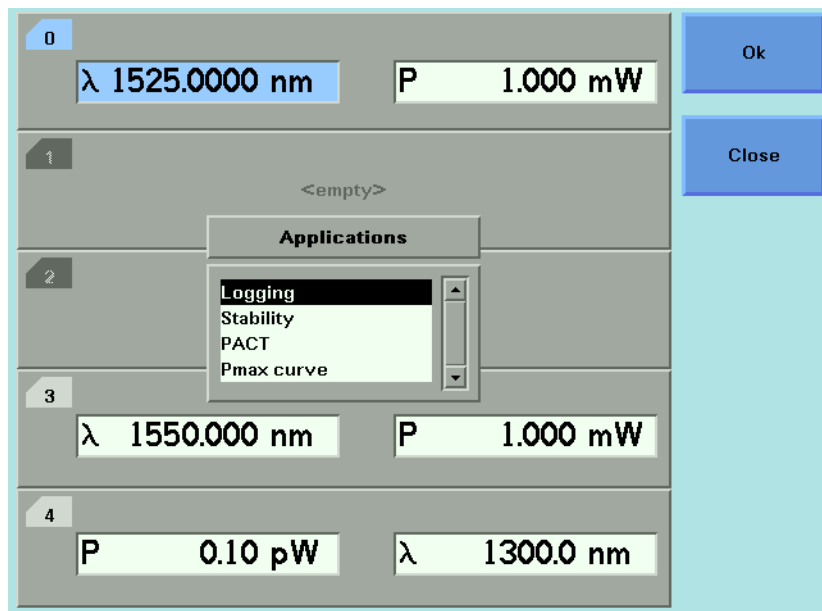 0
λ 1525.0000 nm P 1.000 mW
Ok
1
<empty>
Close
Applications
2
Logging
Stability
PACT
Pmax curve
3
λ 1550.000 nm P 1.000 mW
4
P 0.10 pW λ 1300.0 nm